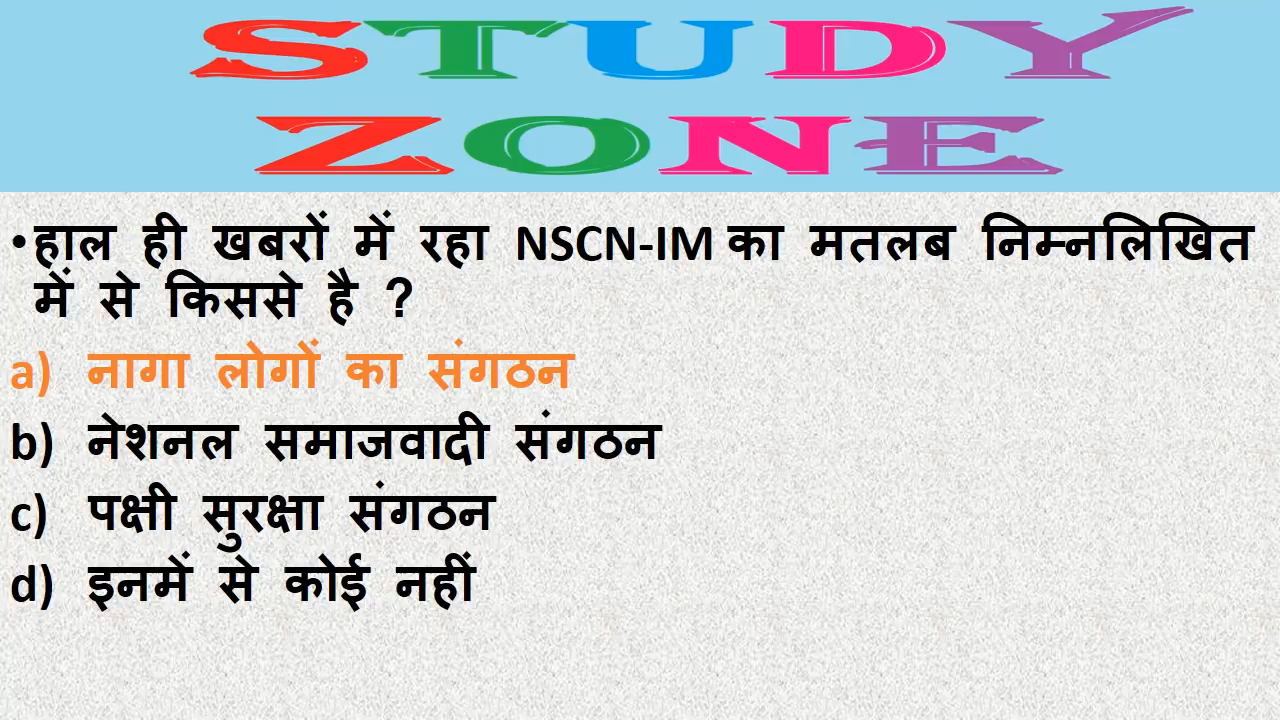 STUDY
ZONE
•हाल ही खबरों में रहा NSCN-IM का मतलब निम्नलिखित
में से किससे है ?
a) नागा लोगों का संगठन
b) नेशनल समाजवादी संगठन
c) पक्षी सुरक्षा संगठन
d) इनमें से कोई नहीं